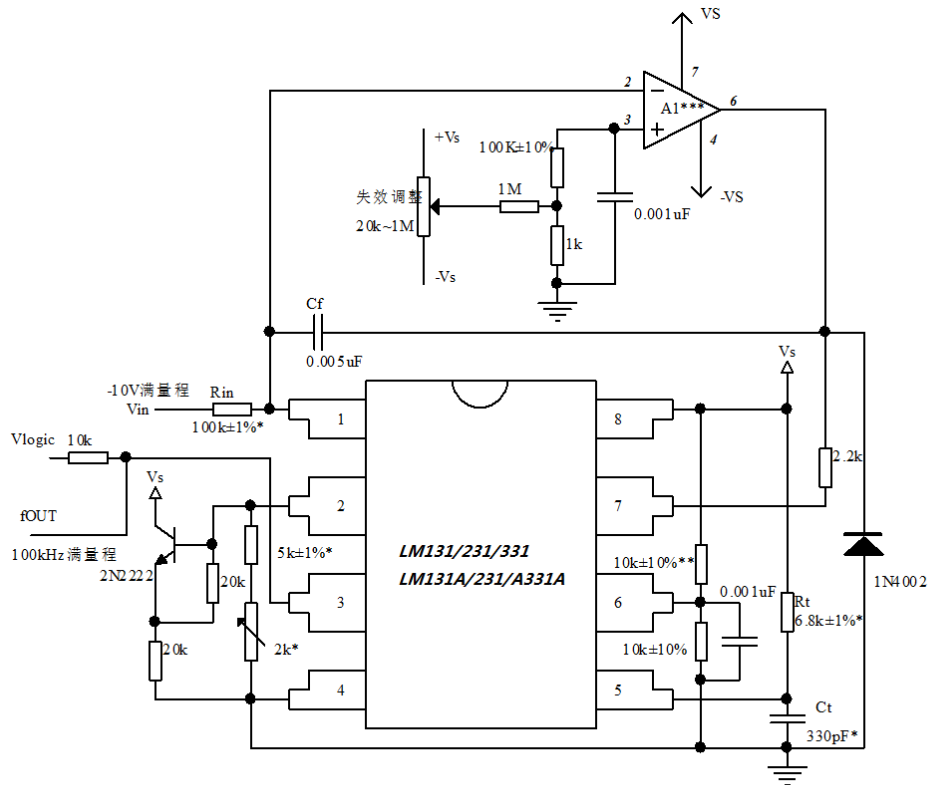 VS
7
2
A1***
6
3
4
+Vs
100K±10%
-VS
失效调整
1M
0.001uF
20k~1M
1k
-Vs
Cf
0.005uF
Vs
-10V满量程
Rin
Vin
100k±1%*
1
8
Vlogic
10k
2.2k
Vs
2
7
fOUT
5k±1%*
100kHz满量程
LM131/231/331
10k±10%**
2N2222
20k
LM131A/231/A331A
1N4002
3
6
0.001uF
Rt
6.8k±1%*
20k
2k*
10k±10%
4
5
Ct
330pF*